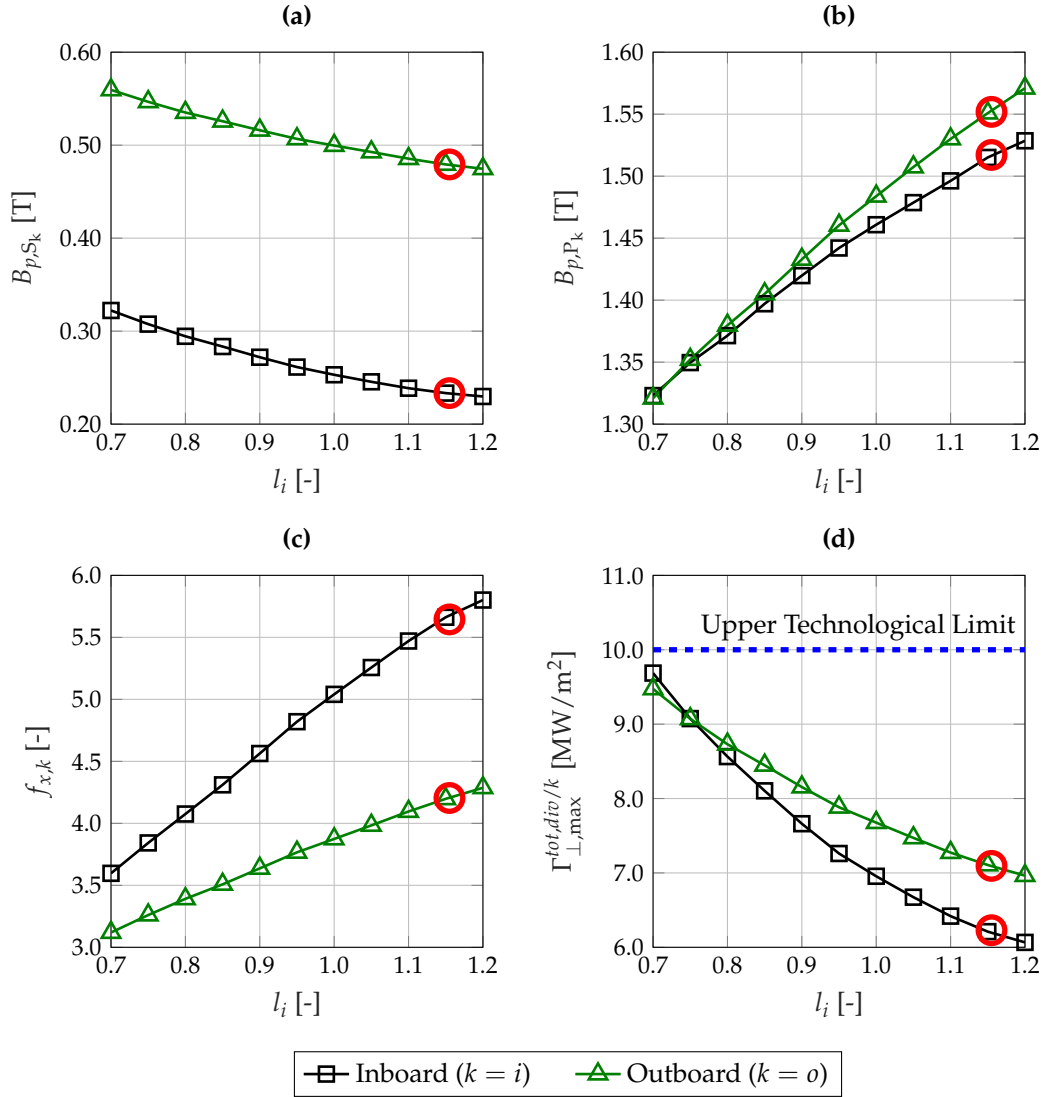 (a)
0.60
0.50
0.40
0.30
0.20
B_{p,S_k} [T]
0.7 0.8 0.9 1.0 1.1 1.2
l_i [-]
(b)
1.60
1.55
1.50
1.45
1.40
1.35
1.30
B_{p,P_k} [T]
0.7 0.8 0.9 1.0 1.1 1.2
l_i [-]
(c)
6.0
5.5
5.0
4.5
4.0
3.5
3.0
f_{x,k} [-]
0.7 0.8 0.9 1.0 1.1 1.2
l_i [-]
(d)
11.0
10.0
9.0
8.0
7.0
6.0
Γ_{⊥,max}^{tot,div/k} [MW/m²]
Upper Technological Limit
0.7 0.8 0.9 1.0 1.1 1.2
l_i [-]
Inboard (k = i) Outboard (k = o)